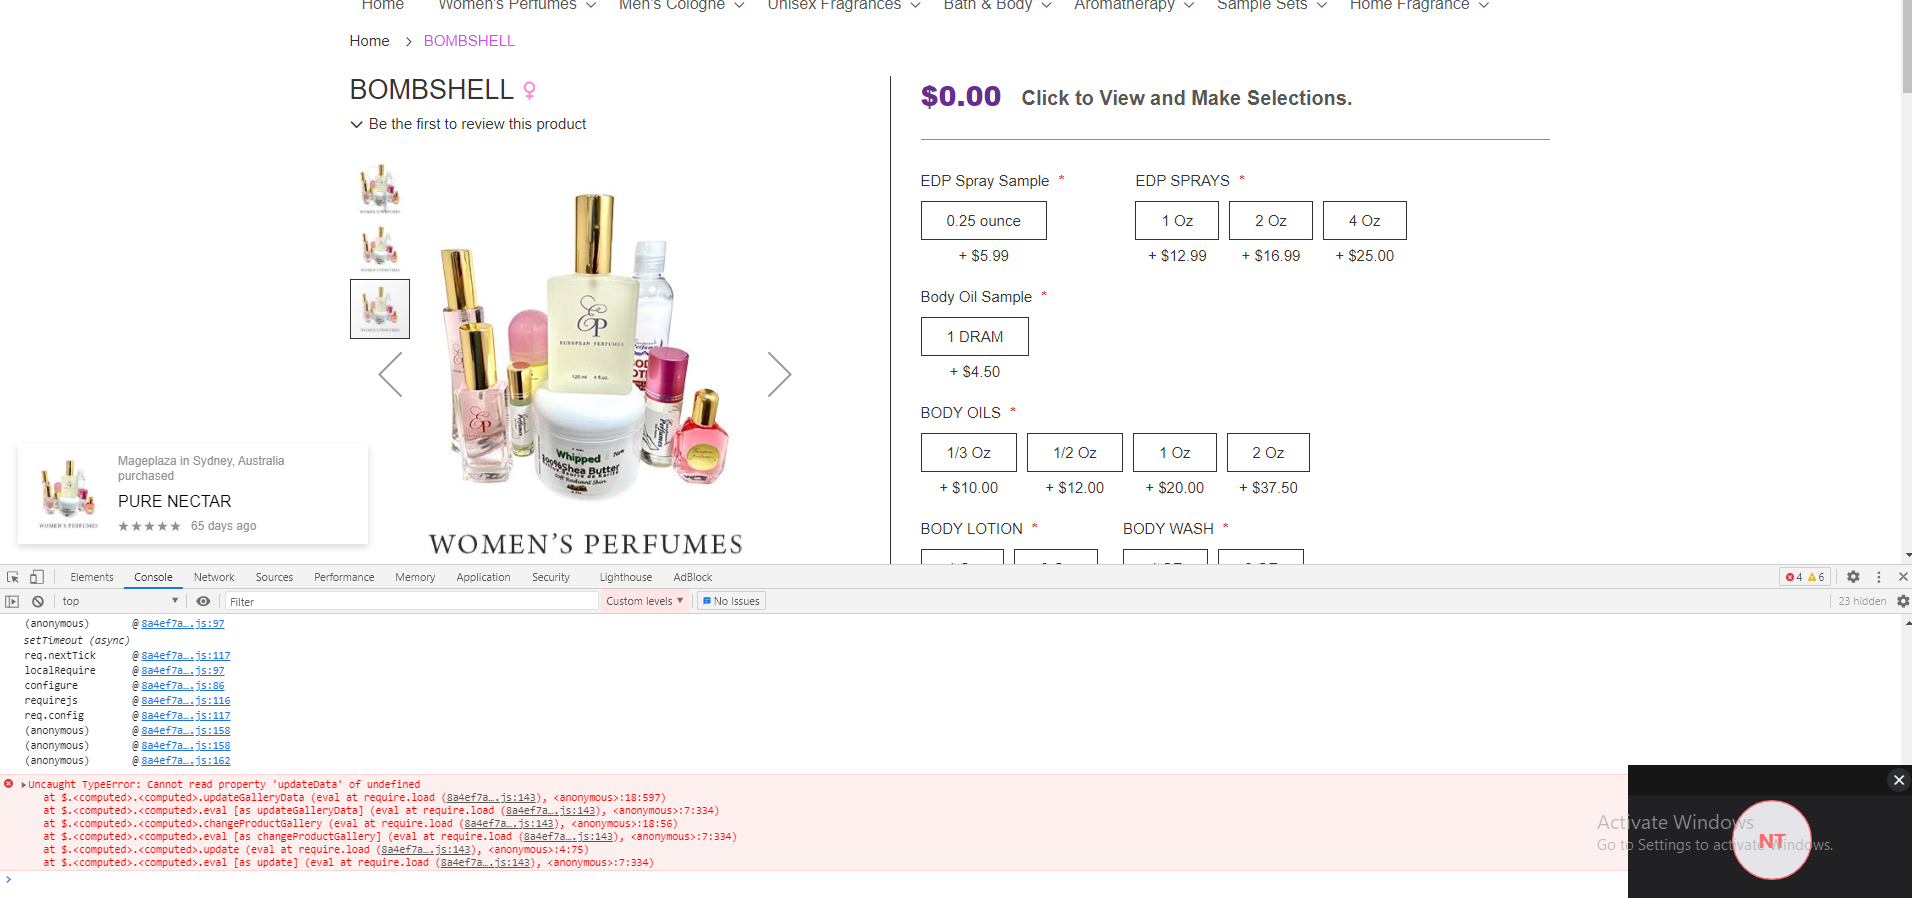 Home Women's Perfumes Men's Cologne Unisex Fragrances Bath & Body Aromatherapy Sample Sets Home Fragrance
Home > BOMBSHELL
BOMBSHELL ♀
Be the first to review this product
$0.00 Click to View and Make Selections.
EDP Spray Sample * EDP SPRAYS *
0.25 ounce 1 Oz 2 Oz 4 Oz
+ $5.99 + $12.99 + $16.99 + $25.00
Body Oil Sample *
1 DRAM
+ $4.50
BODY OILS *
1/3 Oz 1/2 Oz 1 Oz 2 Oz
+ $10.00 + $12.00 + $20.00 + $37.50
BODY LOTION * BODY WASH *
EP
EUROPEAN PERFUMES
120 ml 4 fl oz.
Whipped
100% Shea Butter
Soft Radiant Skin
WOMEN'S PERFUMES
Mageplaza in Sydney, Australia
purchased
PURE NECTAR
★★★★★ 65 days ago
WOMEN'S PERFUMES
Elements Console Network Sources Performance Memory Application Security Lighthouse AdBlock 4 6
top Filter Custom levels No Issues 23 hidden
(anonymous) @ 8a4ef7a….js:97
setTimeout (async)
req.nextTick @ 8a4ef7a….js:117
localRequire @ 8a4ef7a….js:97
configure @ 8a4ef7a….js:86
requirejs @ 8a4ef7a….js:116
req.config @ 8a4ef7a….js:117
(anonymous) @ 8a4ef7a….js:158
(anonymous) @ 8a4ef7a….js:158
(anonymous) @ 8a4ef7a….js:162
Uncaught TypeError: Cannot read property 'updateData' of undefined
at $.<computed>.<computed>.updateGalleryData (eval at require.load (8a4ef7a….js:143), <anonymous>:18:597)
at $.<computed>.<computed>.eval [as updateGalleryData] (eval at require.load (8a4ef7a….js:143), <anonymous>:7:334)
at $.<computed>.<computed>.changeProductGallery (eval at require.load (8a4ef7a….js:143), <anonymous>:18:56)
at $.<computed>.<computed>.eval [as changeProductGallery] (eval at require.load (8a4ef7a….js:143), <anonymous>:7:334)
at $.<computed>.<computed>.update (eval at require.load (8a4ef7a….js:143), <anonymous>:4:75)
at $.<computed>.<computed>.eval [as update] (eval at require.load (8a4ef7a….js:143), <anonymous>:7:334)
>
Activate Windows
Go to Settings to activate Windows.
NT